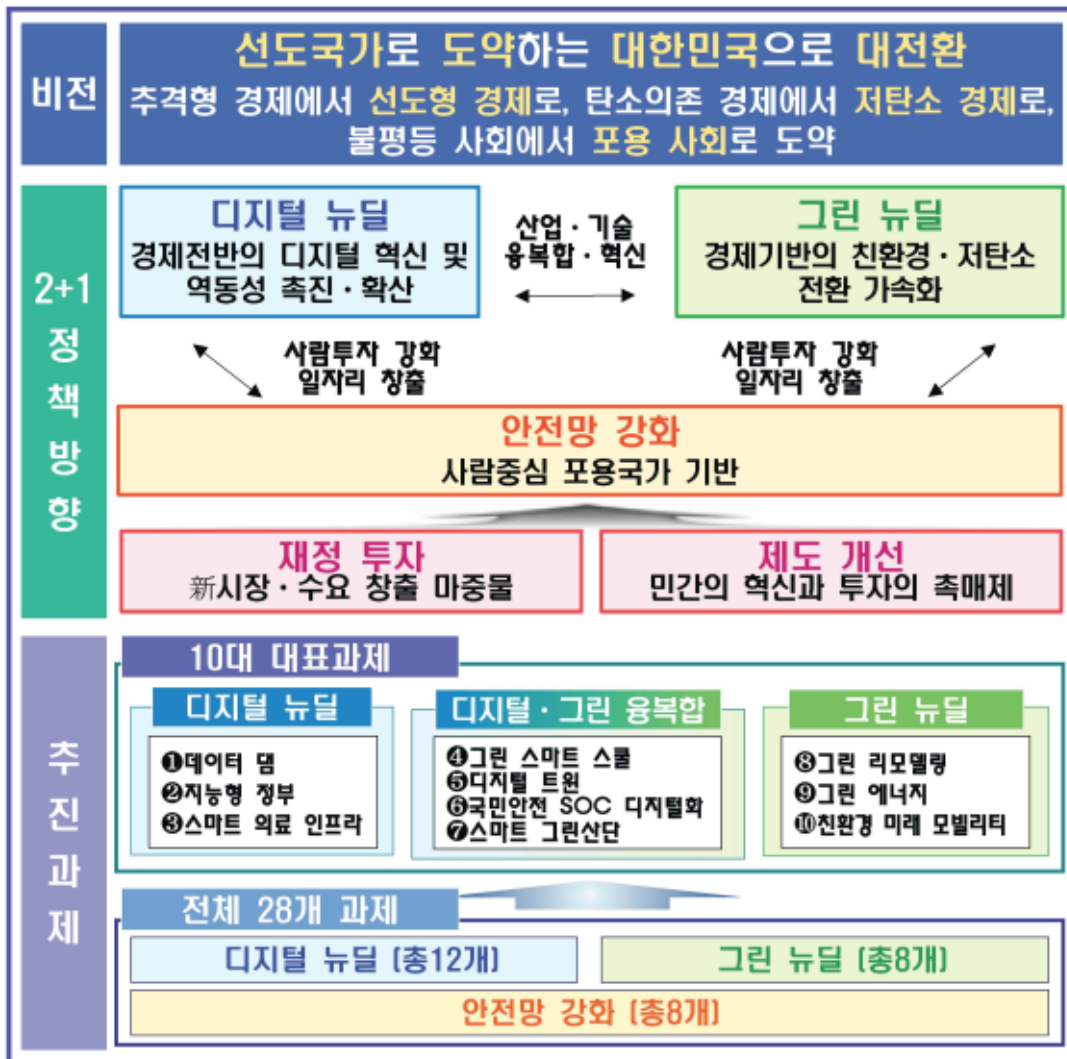 비전
선도국가로 도약하는 대한민국으로 대전환
추격형 경제에서 선도형 경제로, 탄소의존 경제에서 저탄소 경제로,
불평등 사회에서 포용 사회로 도약
2+1
정
책
방
향
디지털 뉴딜
경제전반의 디지털 혁신 및
역동성 촉진·확산
산업·기술
융복합·혁신
그린 뉴딜
경제기반의 친환경·저탄소
전환 가속화
사람투자 강화
일자리 창출
사람투자 강화
일자리 창출
안전망 강화
사람중심 포용국가 기반
재정 투자
新시장·수요 창출 마중물
제도 개선
민간의 혁신과 투자의 촉매제
추
진
과
제
10대 대표과제
디지털 뉴딜
❶데이터 댐
❷지능형 정부
❸스마트 의료 인프라
디지털·그린 융복합
❹그린 스마트 스쿨
❺디지털 트윈
❻국민안전 SOC 디지털화
❼스마트 그린산단
그린 뉴딜
❽그린 리모델링
❾그린 에너지
❿친환경 미래 모빌리티
전체 28개 과제
디지털 뉴딜 (총12개)
그린 뉴딜 (총8개)
안전망 강화 (총8개)